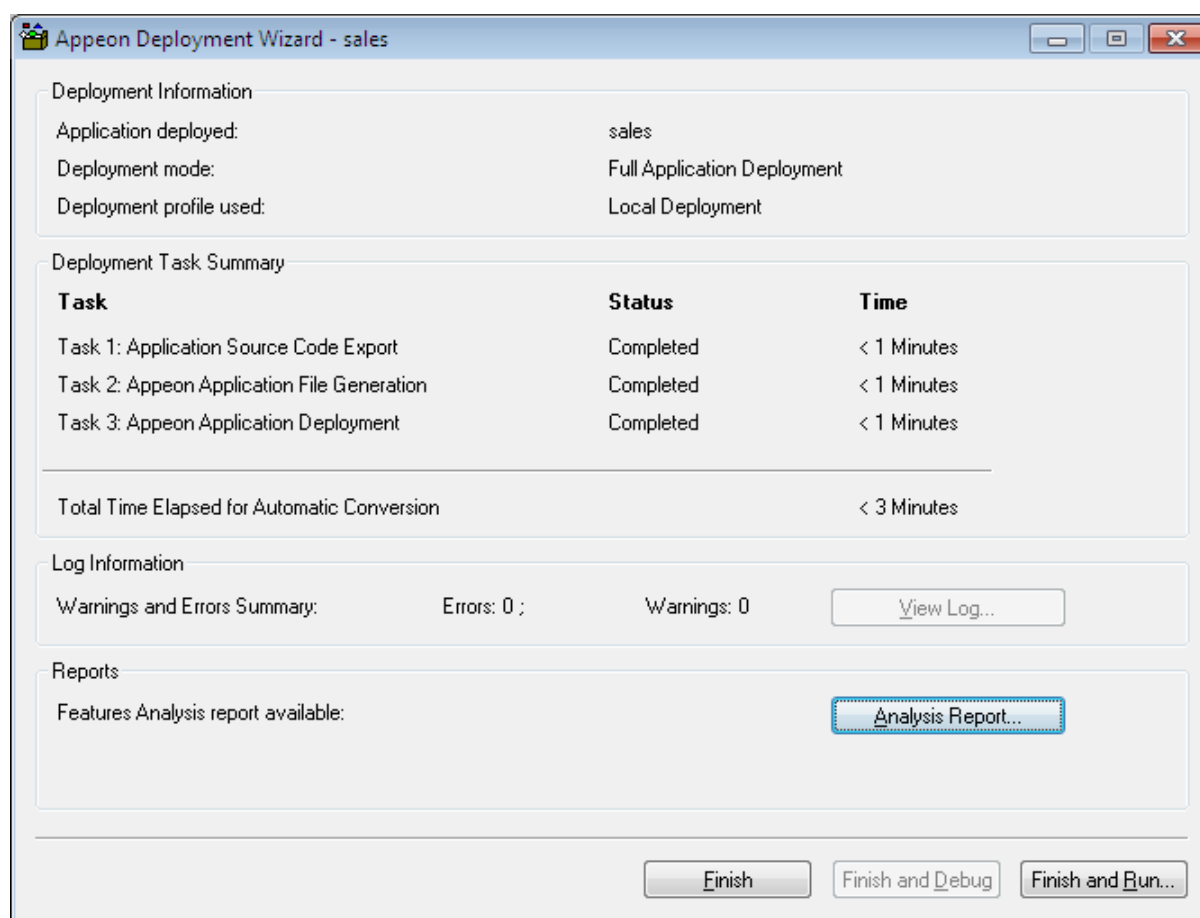 Appeon Deployment Wizard - sales
Deployment Information
Application deployed: sales
Deployment mode: Full Application Deployment
Deployment profile used: Local Deployment
Deployment Task Summary
Task Status Time
Task 1: Application Source Code Export Completed < 1 Minutes
Task 2: Appeon Application File Generation Completed < 1 Minutes
Task 3: Appeon Application Deployment Completed < 1 Minutes
Total Time Elapsed for Automatic Conversion < 3 Minutes
Log Information
Warnings and Errors Summary: Errors: 0 ; Warnings: 0 View Log...
Reports
Features Analysis report available: Analysis Report...
Finish Finish and Debug Finish and Run...